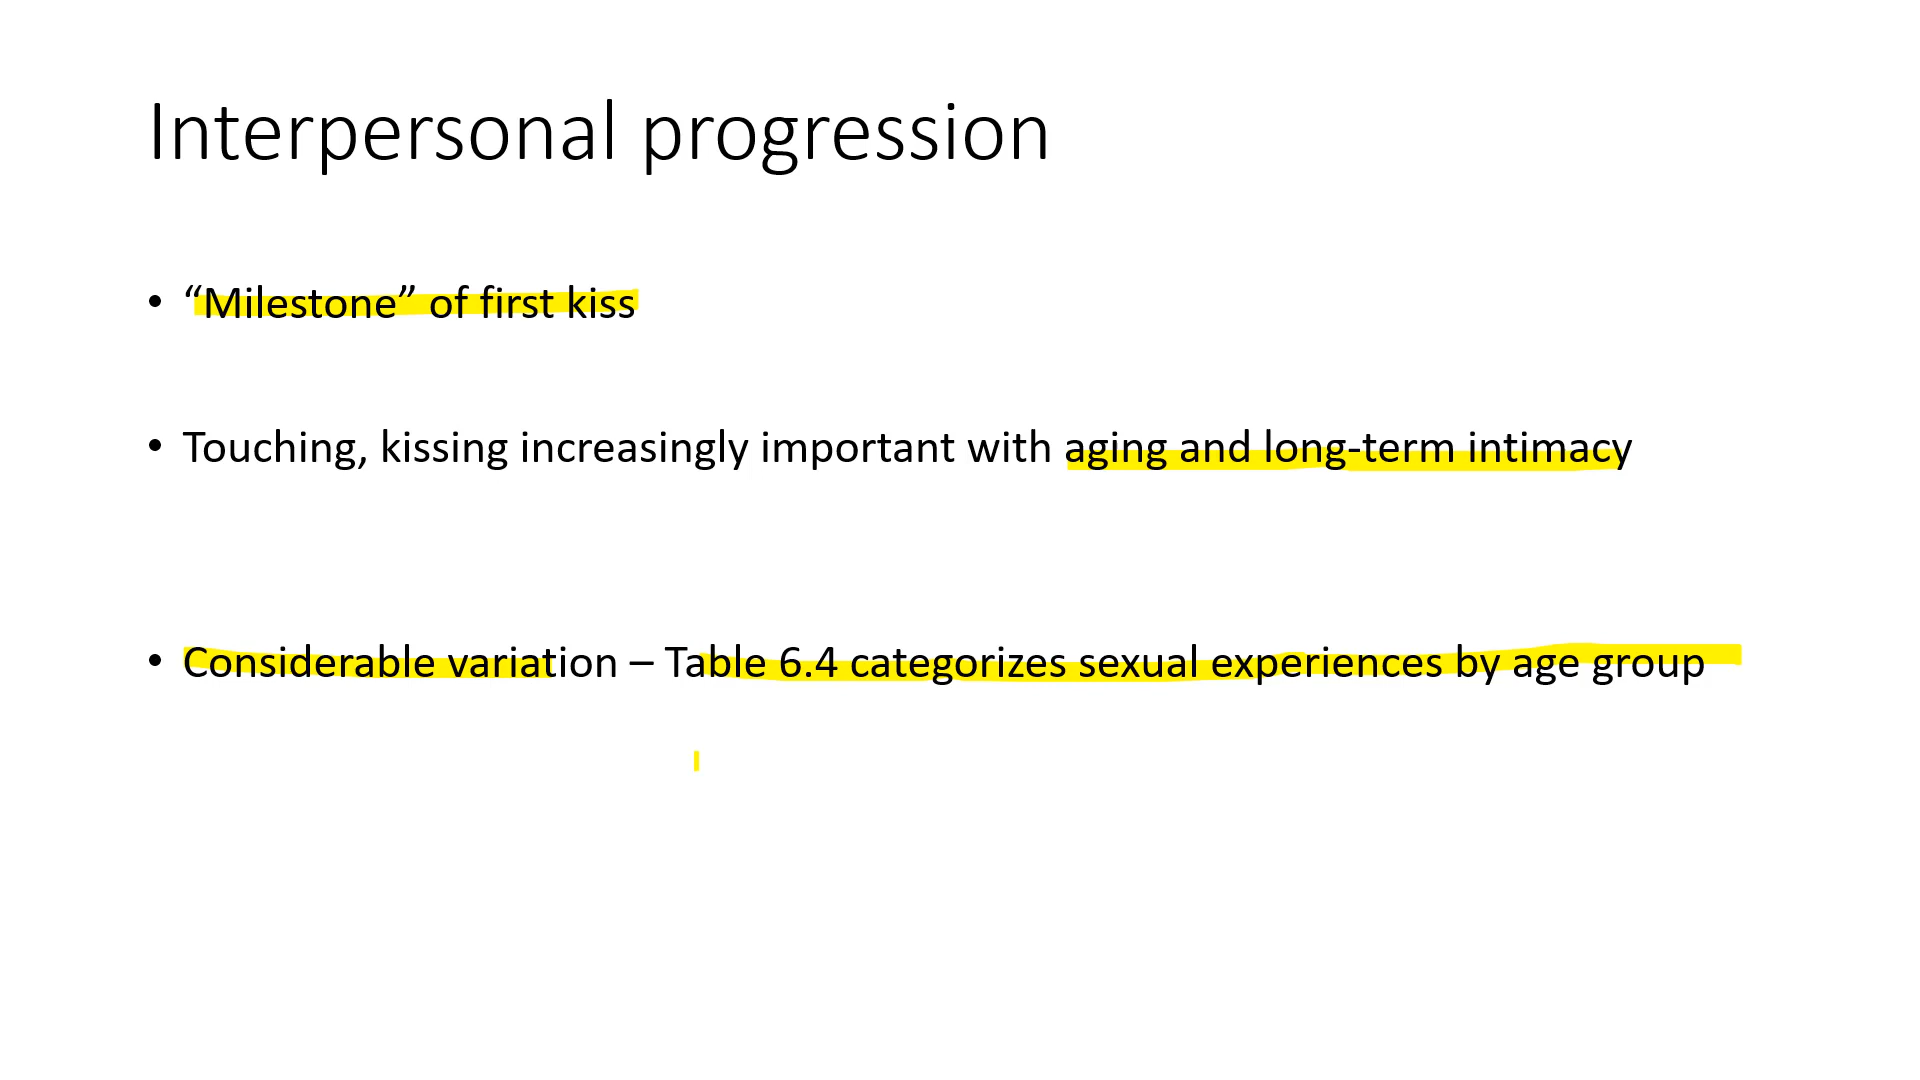 Interpersonal progression
• “Milestone” of first kiss
• Touching, kissing increasingly important with aging and long-term intimacy
• Considerable variation – Table 6.4 categorizes sexual experiences by age group